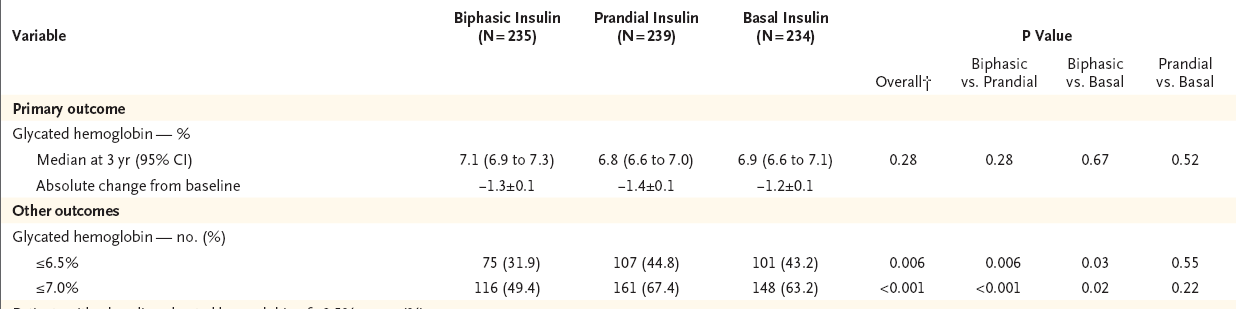 Variable Biphasic Insulin (N=235) Prandial Insulin (N=239) Basal Insulin (N=234) P Value
Overall† Biphasic vs. Prandial Biphasic vs. Basal Prandial vs. Basal
Primary outcome
Glycated hemoglobin — %
Median at 3 yr (95% CI) 7.1 (6.9 to 7.3) 6.8 (6.6 to 7.0) 6.9 (6.6 to 7.1) 0.28 0.28 0.67 0.52
Absolute change from baseline −1.3±0.1 −1.4±0.1 −1.2±0.1
Other outcomes
Glycated hemoglobin — no. (%)
≤6.5% 75 (31.9) 107 (44.8) 101 (43.2) 0.006 0.006 0.03 0.55
≤7.0% 116 (49.4) 161 (67.4) 148 (63.2) <0.001 <0.001 0.02 0.22